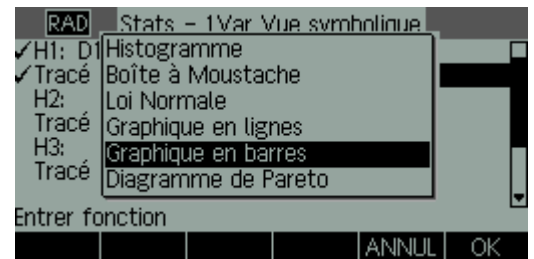 RAD Stats - 1Var Vue symbolique
✓H1: D1 Histogramme
✓Tracé Boîte à Moustache
H2: Loi Normale
Tracé Graphique en lignes
H3: Graphique en barres
Tracé Diagramme de Pareto
Entrer fonction
ANNUL OK